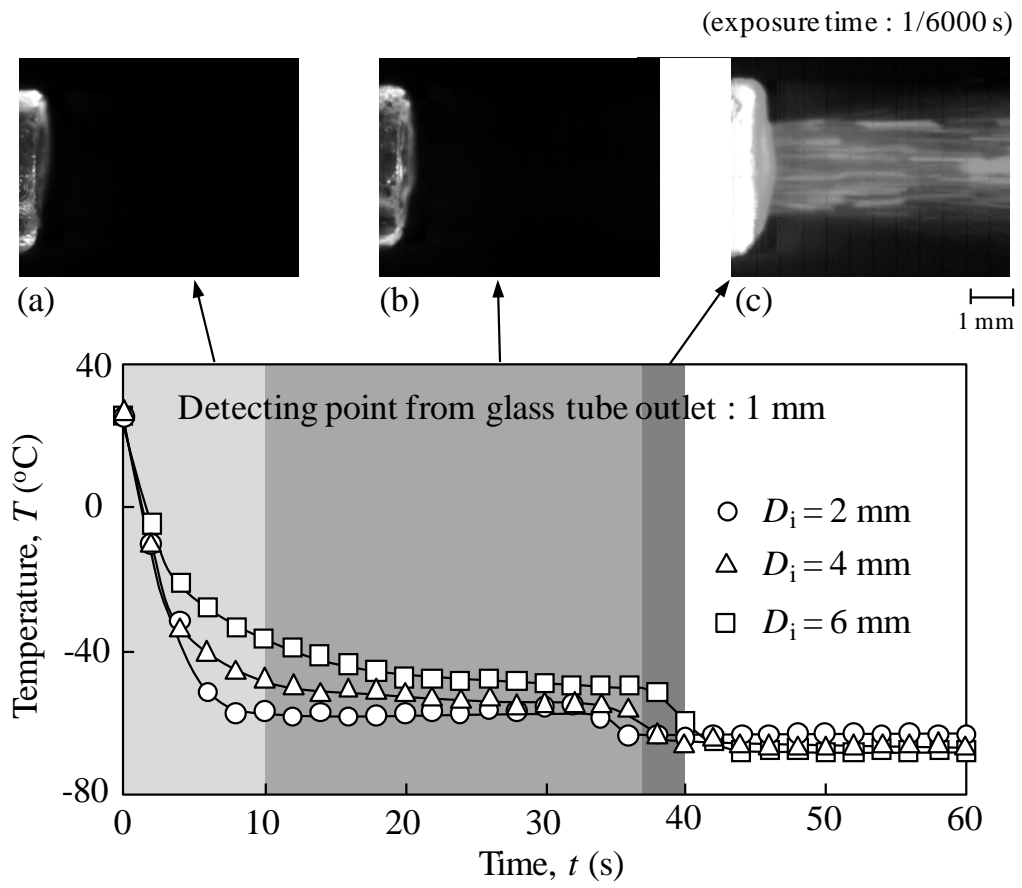 (exposure time : 1/6000 s)
(a)
(b)
(c)
1 mm
40
0
-40
-80
Temperature, T (°C)
Detecting point from glass tube outlet : 1 mm
Di = 2 mm
Di = 4 mm
Di = 6 mm
0 10 20 30 40 50 60
Time, t (s)